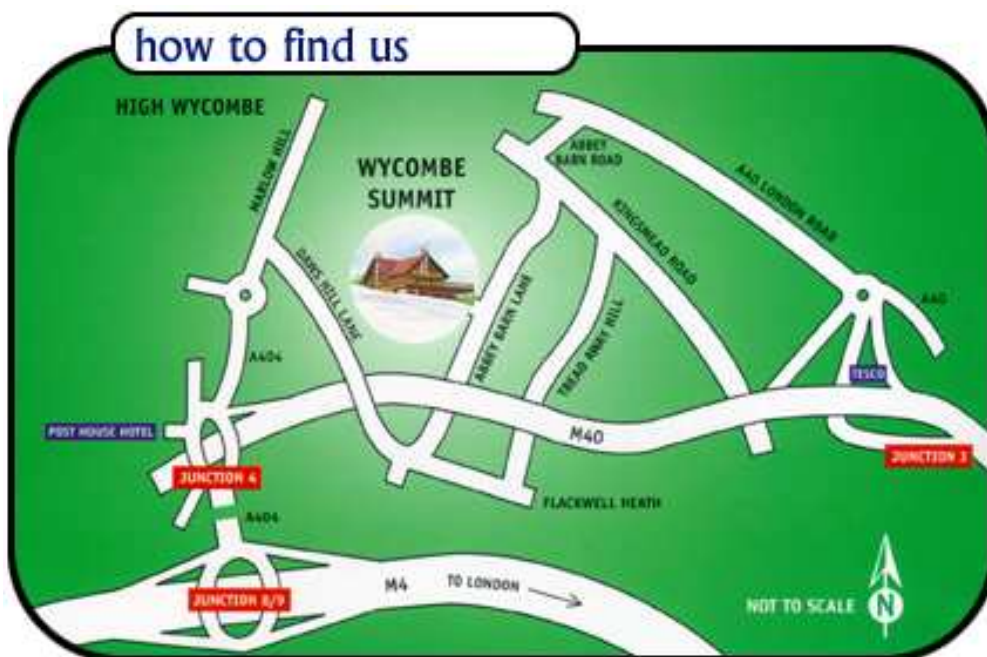 how to find us
HIGH WYCOMBE
MARLOW HILL
WYCOMBE
SUMMIT
ABBEY
BARN ROAD
A40 LONDON ROAD
KINGSMEAD ROAD
DAWS HILL LANE
ABBEY BARN LANE
TREAD AWAY HILL
A40
A404
TESCO
POST HOUSE HOTEL
M40
JUNCTION 3
JUNCTION 4
FLACKWELL HEATH
A404
M4
TO LONDON
JUNCTION 8/9
NOT TO SCALE
N